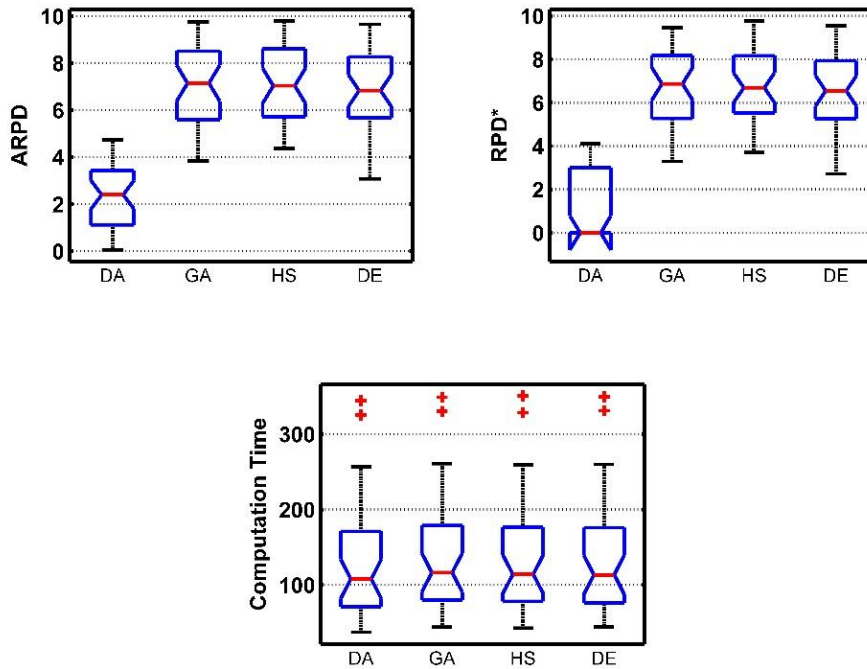 ARPD
10
8
6
4
2
0
DA GA HS DE
RPD*
10
8
6
4
2
0
DA GA HS DE
Computation Time
300
200
100
DA GA HS DE